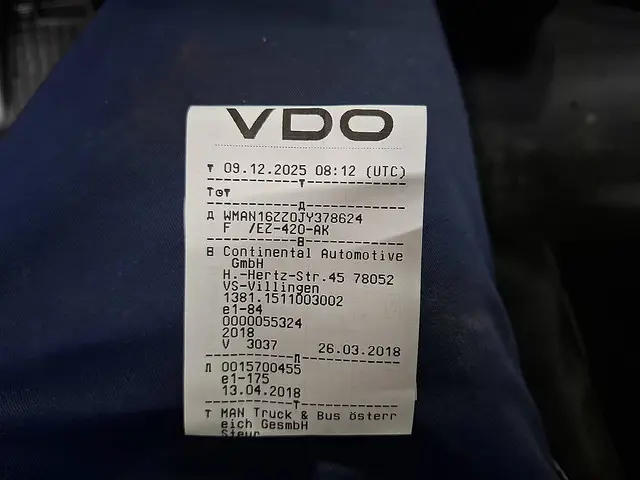 VDO
▼ 09.12.2025 08:12 (UTC)
T⊙▼
WMAN16ZZ0JY378624
F /EZ-420-AK
Continental Automotive
GmbH
H.-Hertz-Str.45 78052
VS-Villingen
1381.1511003002
e1-84
0000055324
2018
V 3037 26.03.2018
0015700455
e1-175
13.04.2018
T MAN Truck & Bus österr
eich GesmbH
Steyr